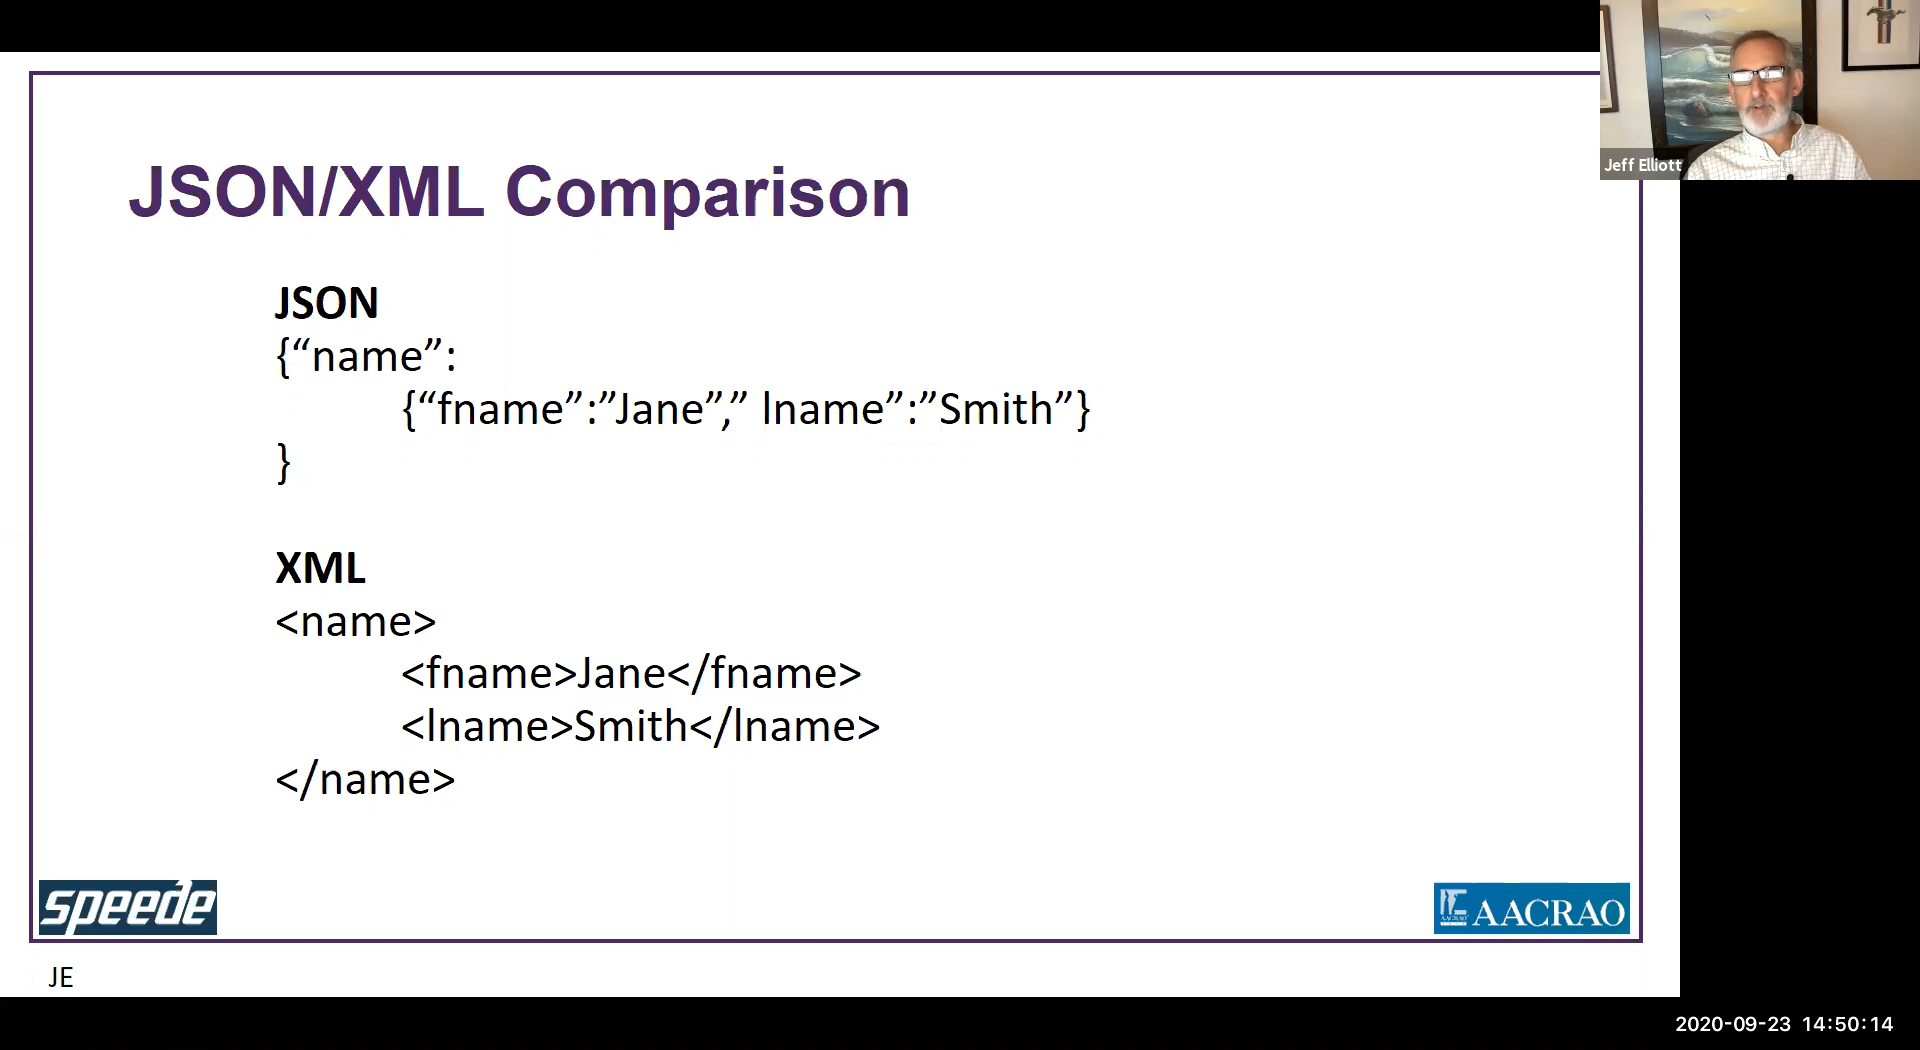 Jeff Elliott
JSON/XML Comparison
JSON
{“name”:
{“fname”:”Jane”,” lname”:”Smith”}
}
XML
<name>
<fname>Jane</fname>
<lname>Smith</lname>
</name>
speede
AACRAO
JE
2020-09-23 14:50:14